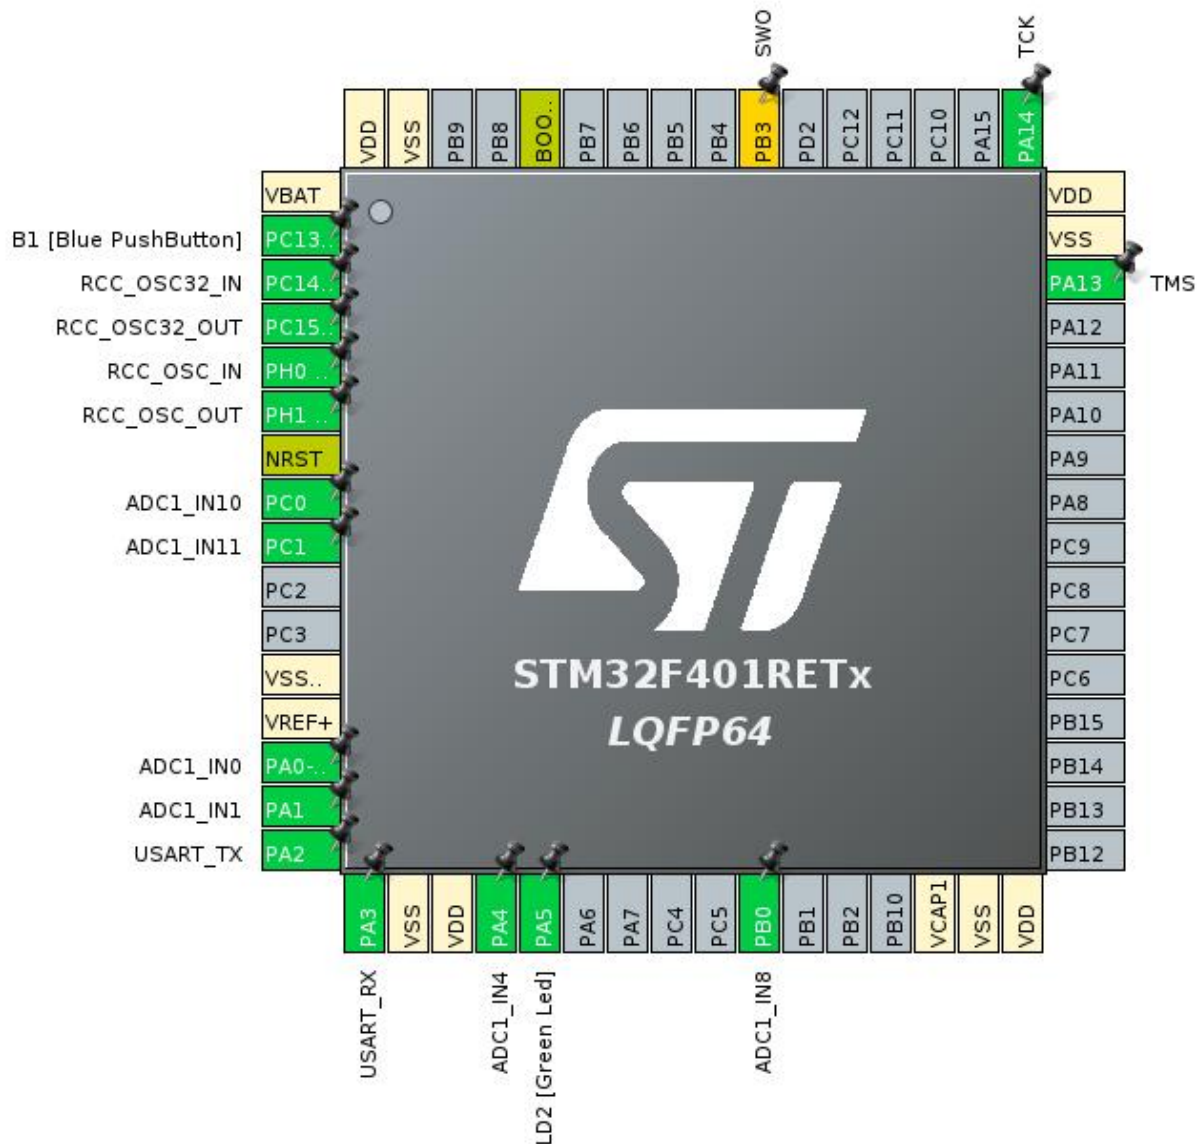 SWO
TCK
VDD
VSS
PB9
PB8
BOO..
PB7
PB6
PB5
PB4
PB3
PD2
PC12
PC11
PC10
PA15
PA14
VBAT
B1 [Blue PushButton] PC13..
RCC_OSC32_IN PC14..
RCC_OSC32_OUT PC15..
RCC_OSC_IN PH0 ..
RCC_OSC_OUT PH1 ..
NRST
ADC1_IN10 PC0
ADC1_IN11 PC1
PC2
PC3
VSS..
VREF+
ADC1_IN0 PA0-..
ADC1_IN1 PA1
USART_TX PA2
VDD
VSS
PA13 TMS
PA12
PA11
PA10
PA9
PA8
PC9
PC8
PC7
PC6
PB15
PB14
PB13
PB12
ST
STM32F401RETx
LQFP64
PA3
VSS
VDD
PA4
PA5
PA6
PA7
PC4
PC5
PB0
PB1
PB2
PB10
VCAP1
VSS
VDD
USART_RX
ADC1_IN4
LD2 [Green Led]
ADC1_IN8